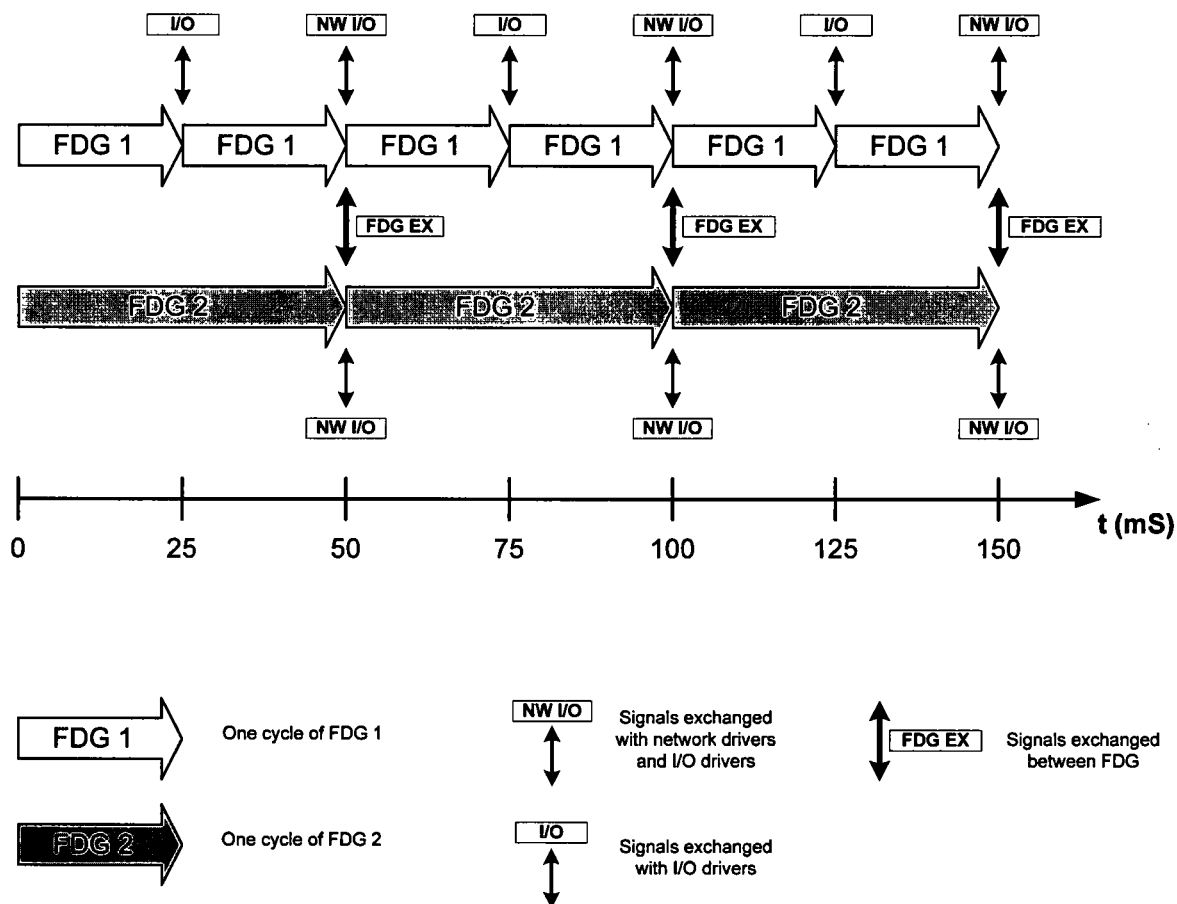 I/O NW I/O I/O NW I/O I/O NW I/O
FDG 1 FDG 1 FDG 1 FDG 1 FDG 1 FDG 1
FDG EX FDG EX FDG EX
FDG 2 FDG 2 FDG 2
NW I/O NW I/O NW I/O
t (mS)
0 25 50 75 100 125 150
FDG 1
One cycle of FDG 1
NW I/O
Signals exchanged
with network drivers
and I/O drivers
FDG EX
Signals exchanged
between FDG
FDG 2
One cycle of FDG 2
I/O
Signals exchanged
with I/O drivers